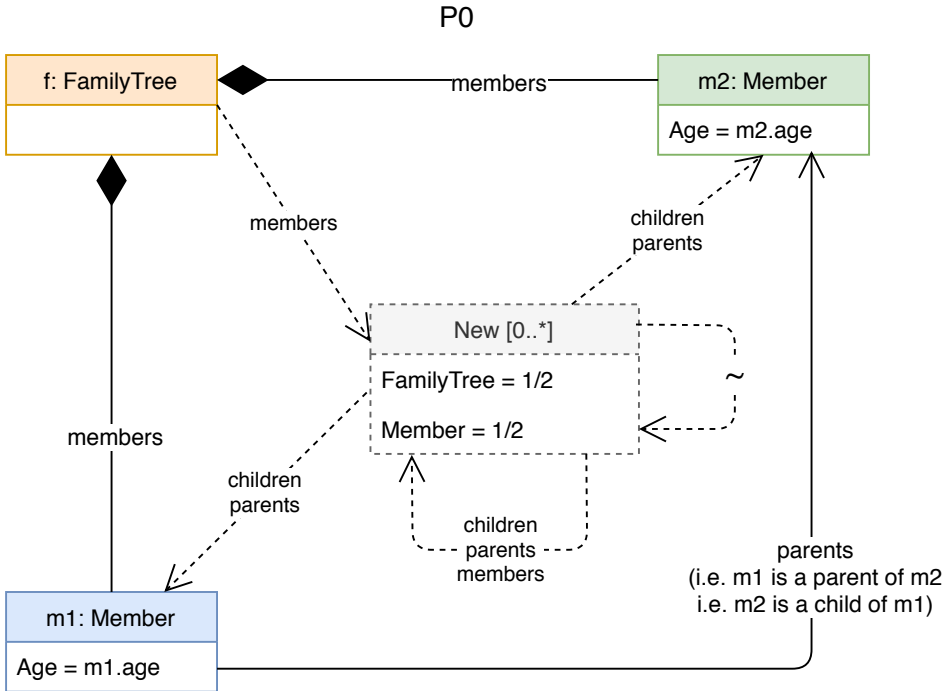 P0
f: FamilyTree
members
m2: Member
Age = m2.age
members
children
parents
New [0..*]
FamilyTree = 1/2
~
Member = 1/2
members
children
parents
children
parents
members
parents
(i.e. m1 is a parent of m2
i.e. m2 is a child of m1)
m1: Member
Age = m1.age